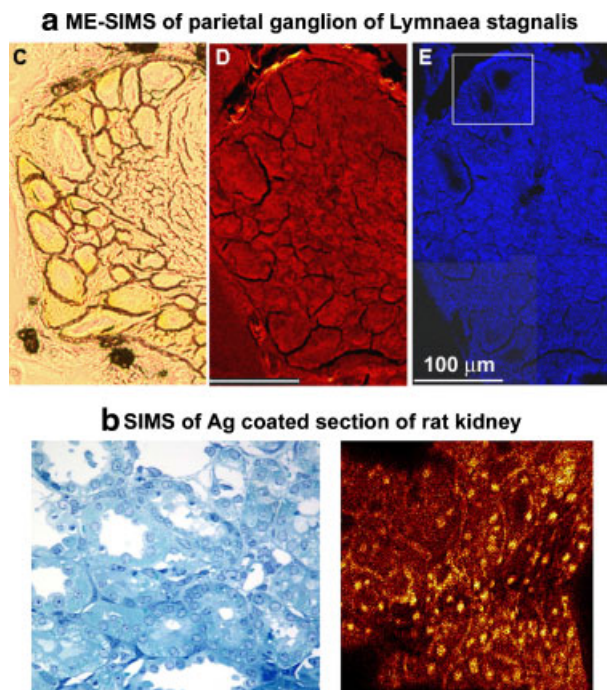 a ME-SIMS of parietal ganglion of Lymnaea stagnalis
C D E
100 μm
b SIMS of Ag coated section of rat kidney